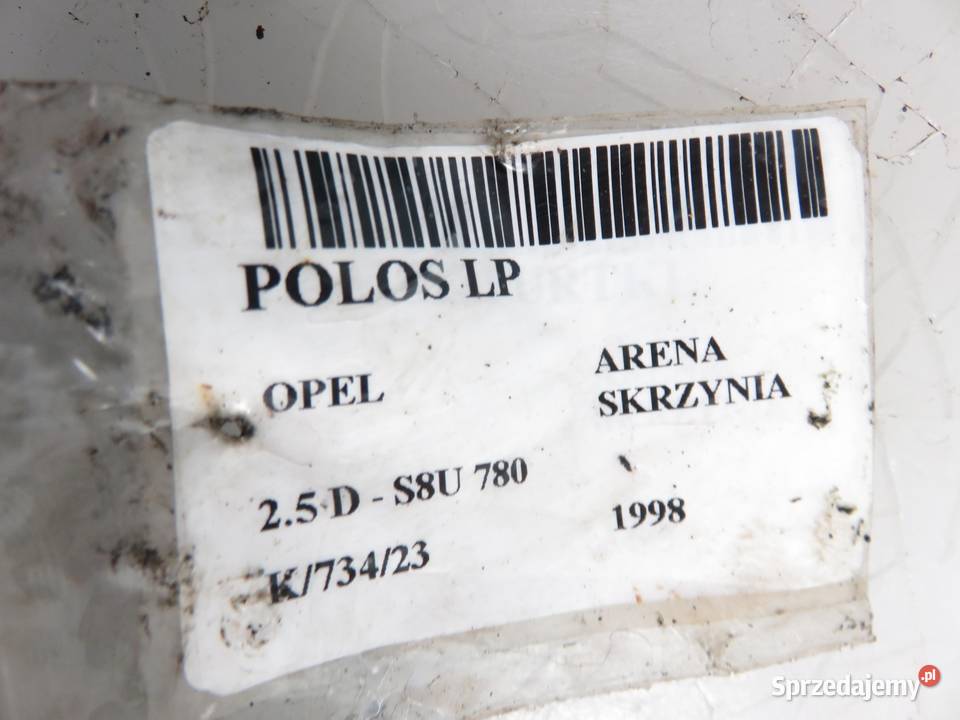 POLOS LP
OPEL
ARENA
SKRZYNIA
2.5 D - S8U 780
1998
K/734/23
Sprzedajemy.pl